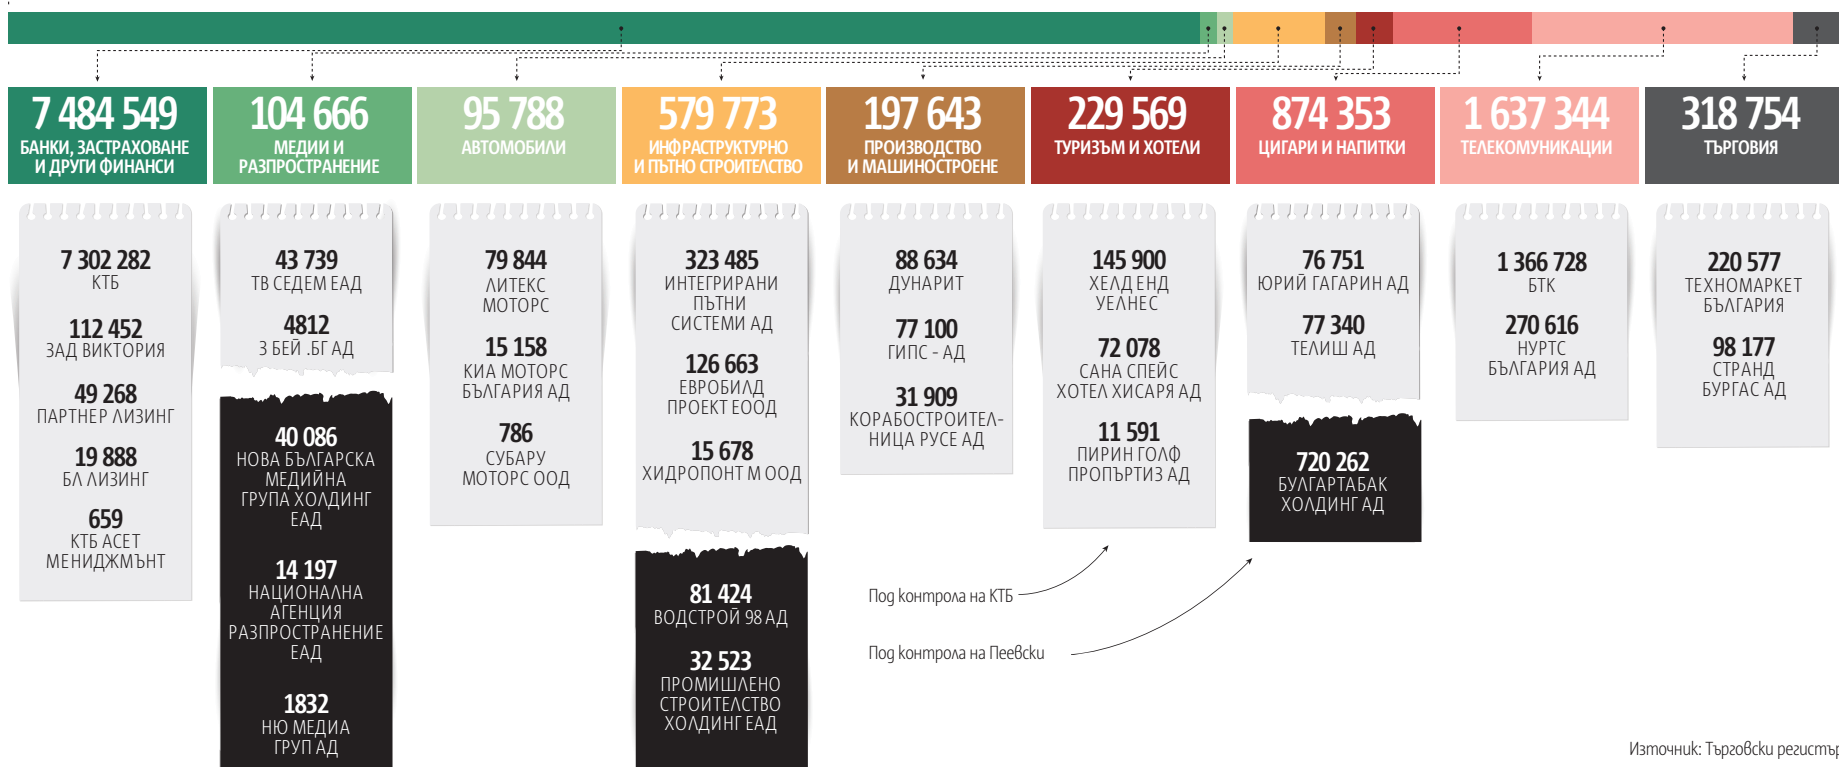 7 484 549
БАНКИ, ЗАСТРАХОВАНЕ
И ДРУГИ ФИНАНСИ
104 666
МЕДИИ И
РАЗПРОСТРАНЕНИЕ
95 788
АВТОМОБИЛИ
579 773
ИНФРАСТРУКТУРНО
И ПЪТНО СТРОИТЕЛСТВО
197 643
ПРОИЗВОДСТВО
И МАШИНОСТРОЕНЕ
229 569
ТУРИЗЪМ И ХОТЕЛИ
874 353
ЦИГАРИ И НАПИТКИ
1 637 344
ТЕЛЕКОМУНИКАЦИИ
318 754
ТЪРГОВИЯ
7 302 282
КТБ
112 452
ЗАД ВИКТОРИЯ
49 268
ПАРТНЕР ЛИЗИНГ
19 888
БЛ ЛИЗИНГ
659
КТБ АСЕТ
МЕНИДЖМЪНТ
43 739
ТВ СЕДЕМ ЕАД
4812
3 БЕЙ .БГ АД
40 086
НОВА БЪЛГАРСКА
МЕДИЙНА
ГРУПА ХОЛДИНГ
ЕАД
14 197
НАЦИОНАЛНА
АГЕНЦИЯ
РАЗПРОСТРАНЕНИЕ
ЕАД
1832
НЮ МЕДИА
ГРУП АД
79 844
ЛИТЕКС
МОТОРС
15 158
КИА МОТОРС
БЪЛГАРИЯ АД
786
СУБАРУ
МОТОРС ООД
323 485
ИНТЕГРИРАНИ
ПЪТНИ
СИСТЕМИ АД
126 663
ЕВРОБИЛД
ПРОЕКТ ЕООД
15 678
ХИДРОПОНТ М ООД
81 424
ВОДСТРОЙ 98 АД
32 523
ПРОМИШЛЕНО
СТРОИТЕЛСТВО
ХОЛДИНГ ЕАД
88 634
ДУНАРИТ
77 100
ГИПС - АД
31 909
КОРАБОСТРОИТЕЛ-
НИЦА РУСЕ АД
145 900
ХЕЛД ЕНД
УЕЛНЕС
72 078
САНА СПЕЙС
ХОТЕЛ ХИСАРЯ АД
11 591
ПИРИН ГОЛФ
ПРОПЪРТИЗ АД
76 751
ЮРИЙ ГАГАРИН АД
77 340
ТЕЛИШ АД
720 262
БУЛГАРТАБАК
ХОЛДИНГ АД
1 366 728
БТК
270 616
НУРТС
БЪЛГАРИЯ АД
220 577
ТЕХНОМАРКЕТ
БЪЛГАРИЯ
98 177
СТРАНД
БУРГАС АД
Под контрола на КТБ
Под контрола на Пеевски
Източник: Търговски регистър